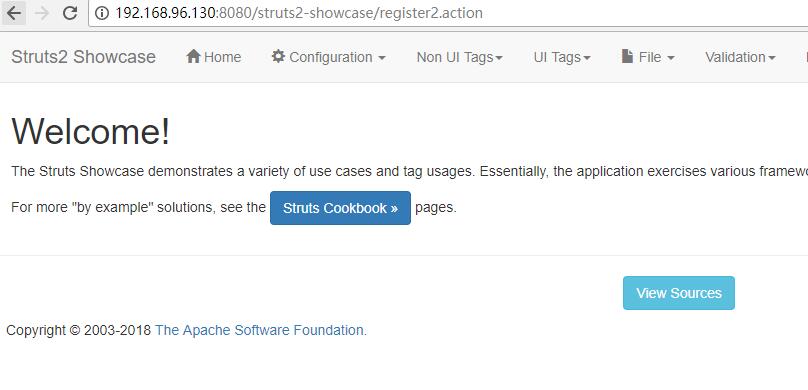 192.168.96.130:8080/struts2-showcase/register2.action
Struts2 Showcase Home Configuration Non UI Tags UI Tags File Validation
Welcome!
The Struts Showcase demonstrates a variety of use cases and tag usages. Essentially, the application exercises various
For more "by example" solutions, see the Struts Cookbook » pages.
View Sources
Copyright © 2003-2018 The Apache Software Foundation.